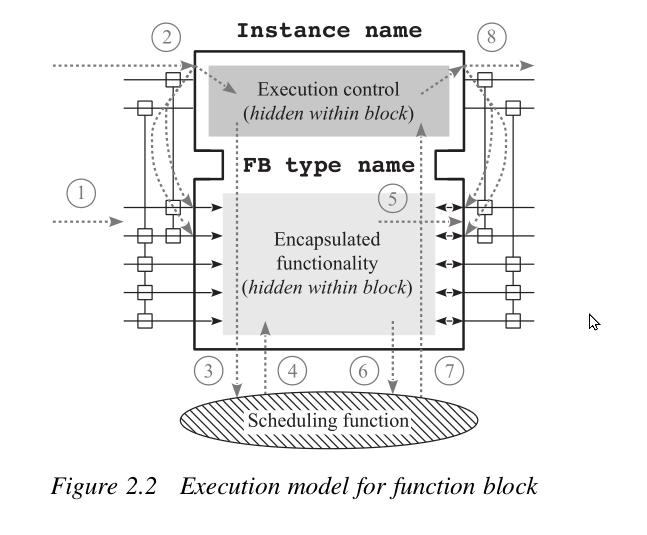 Instance name
2
8
Execution control
(hidden within block)
FB type name
1
5
Encapsulated
functionality
(hidden within block)
3
4
6
7
Scheduling function
Figure 2.2 Execution model for function block